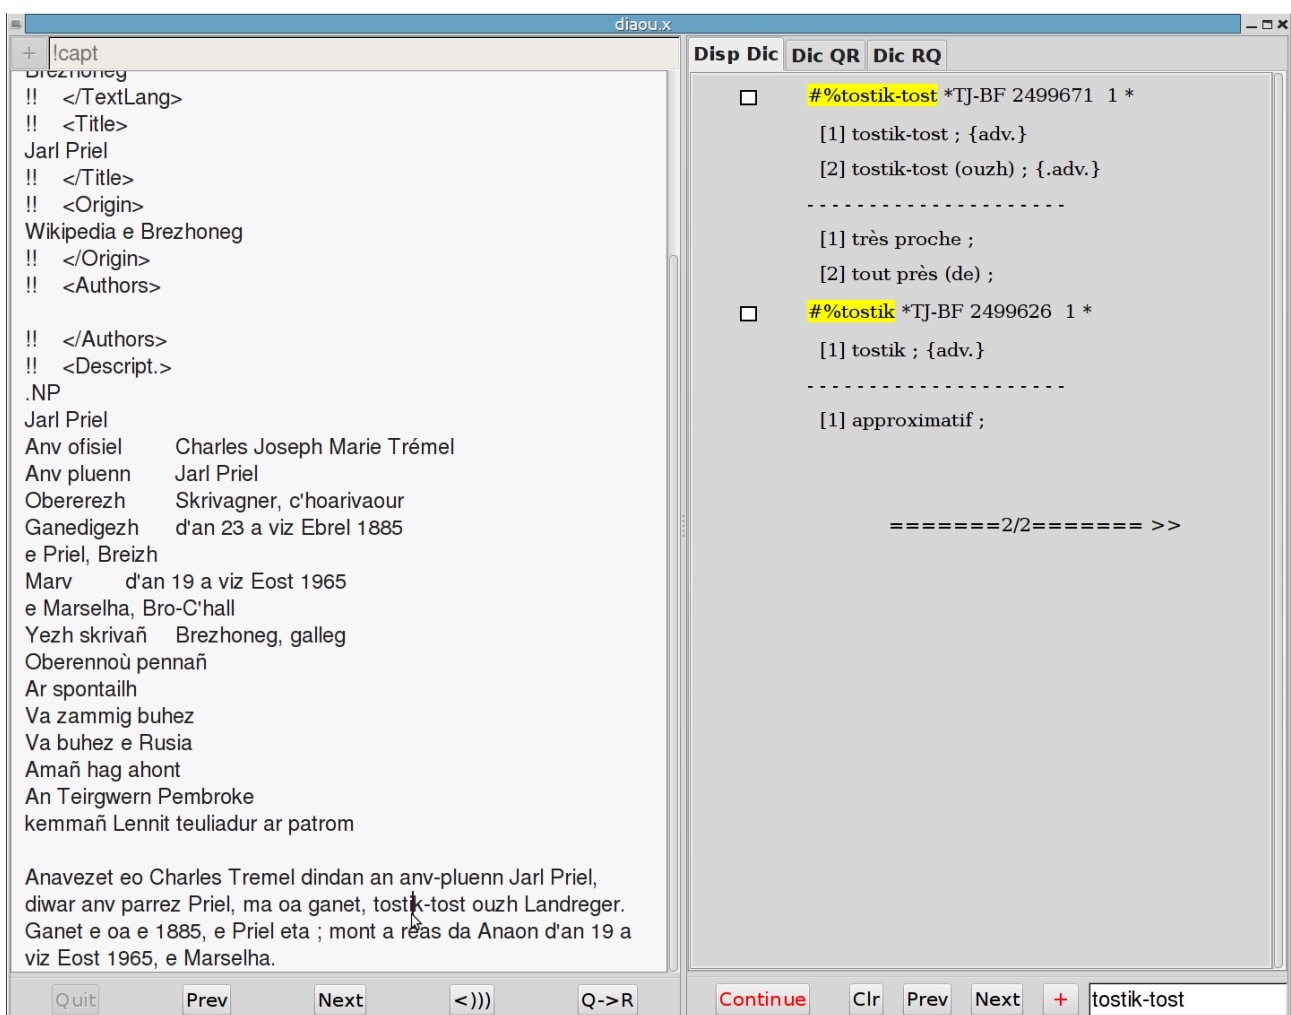 diaou.x
+ !capt
Brezhoneg
!! </TextLang>
!! <Title>
Jarl Priel
!! </Title>
!! <Origin>
Wikipedia e Brezhoneg
!! </Origin>
!! <Authors>
!! </Authors>
!! <Descript.>
.NP
Jarl Priel
Anv ofisiel Charles Joseph Marie Trémel
Anv pluenn Jarl Priel
Obererezh Skrivagner, c'hoarivaour
Ganedigezh d'an 23 a viz Ebrel 1885
e Priel, Breizh
Marv d'an 19 a viz Eost 1965
e Marselha, Bro-C'hall
Yezh skrivañ Brezhoneg, galleg
Oberennoù pennañ
Ar spontailh
Va zammig buhez
Va buhez e Rusia
Amañ hag ahont
An Teirgwern Pembroke
kemmañ Lennit teuliadur ar patrom
Anavezet eo Charles Tremel dindan an anv-pluenn Jarl Priel,
diwar anv parrez Priel, ma oa ganet, tostik-tost ouzh Landreger.
Ganet e oa e 1885, e Priel eta ; mont a reas da Anaon d'an 19 a
viz Eost 1965, e Marselha.
Quit Prev Next <))) Q->R
Disp Dic Dic QR Dic RQ
#%tostik-tost *TJ-BF 2499671 1 *
[1] tostik-tost ; {adv.}
[2] tostik-tost (ouzh) ; {.adv.}
- - - - - - - - - - - - - - - - - - - - -
[1] très proche ;
[2] tout près (de) ;
#%tostik *TJ-BF 2499626 1 *
[1] tostik ; {adv.}
- - - - - - - - - - - - - - - - - - - - -
[1] approximatif ;
=======2/2======= >>
Continue Clr Prev Next + tostik-tost